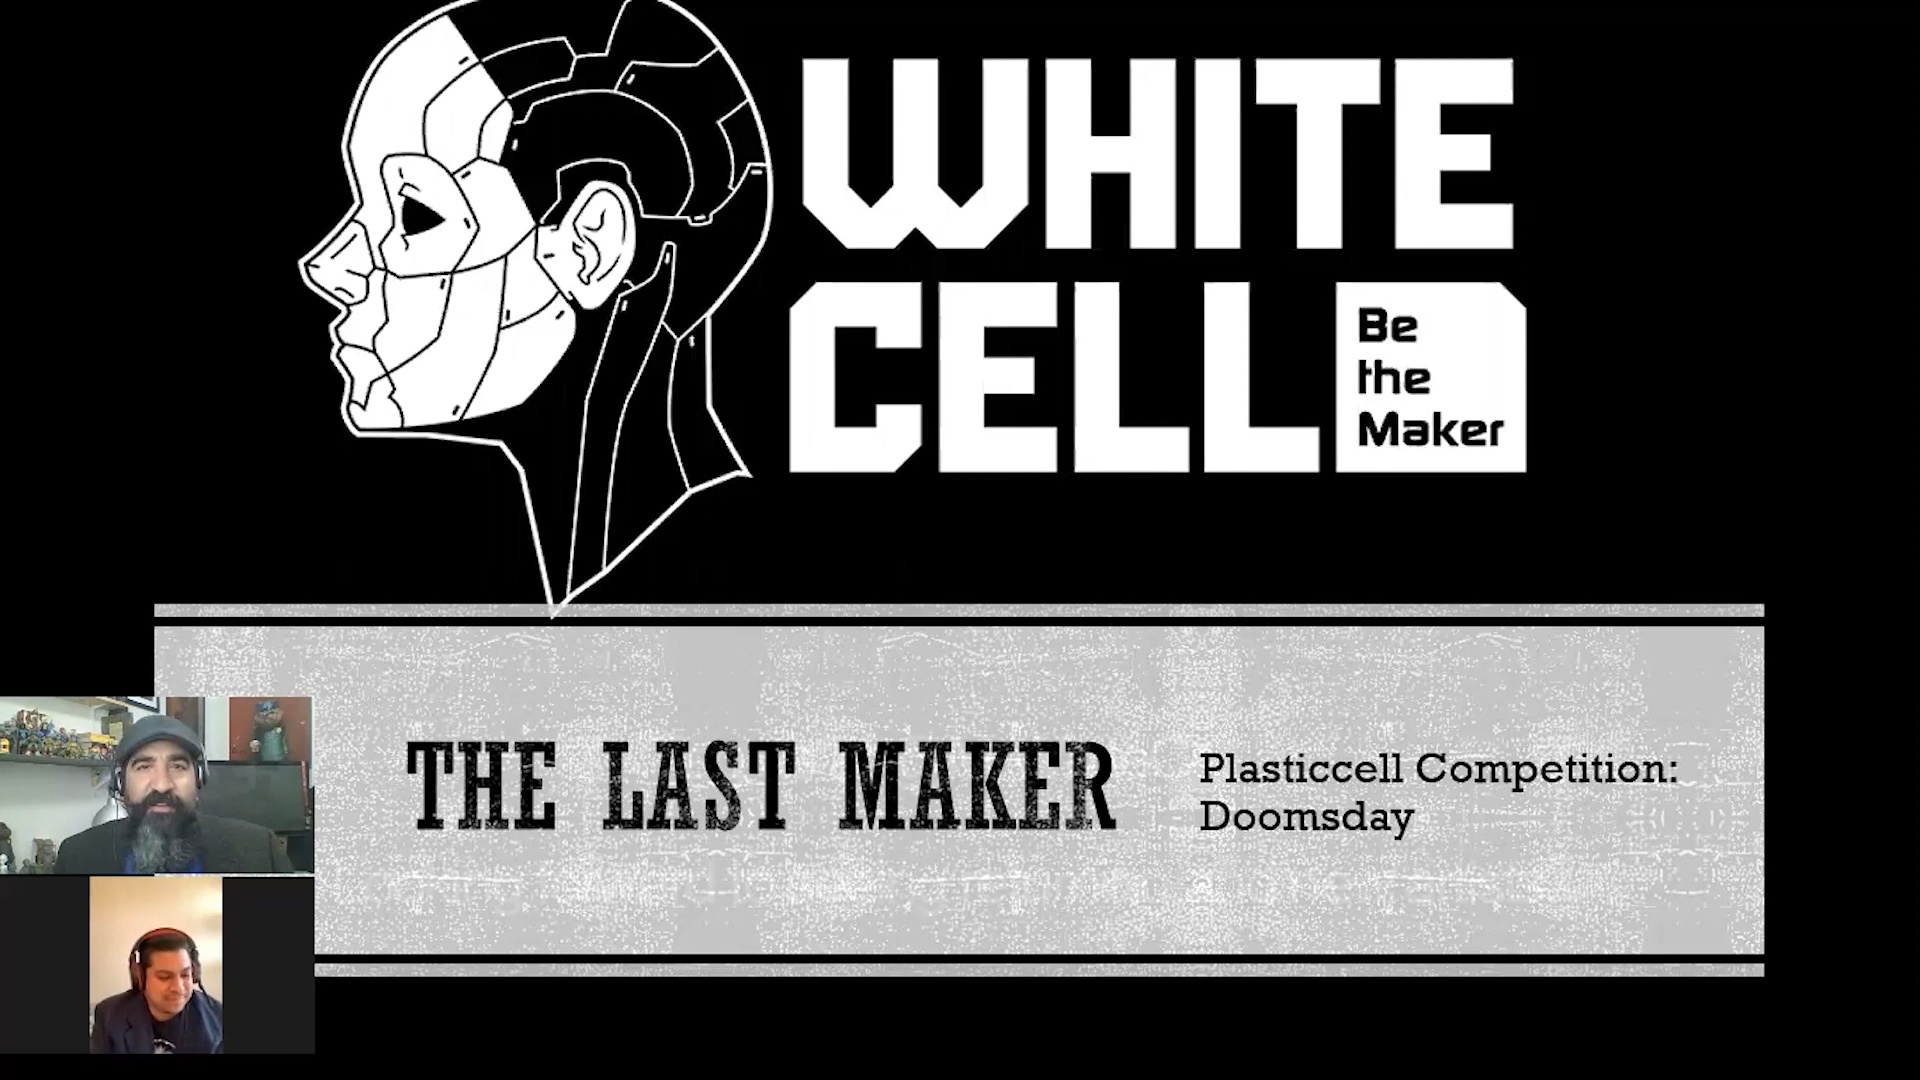 WHITE
CELL
Be
the
Maker
THE LAST MAKER
Plasticcell Competition:
Doomsday